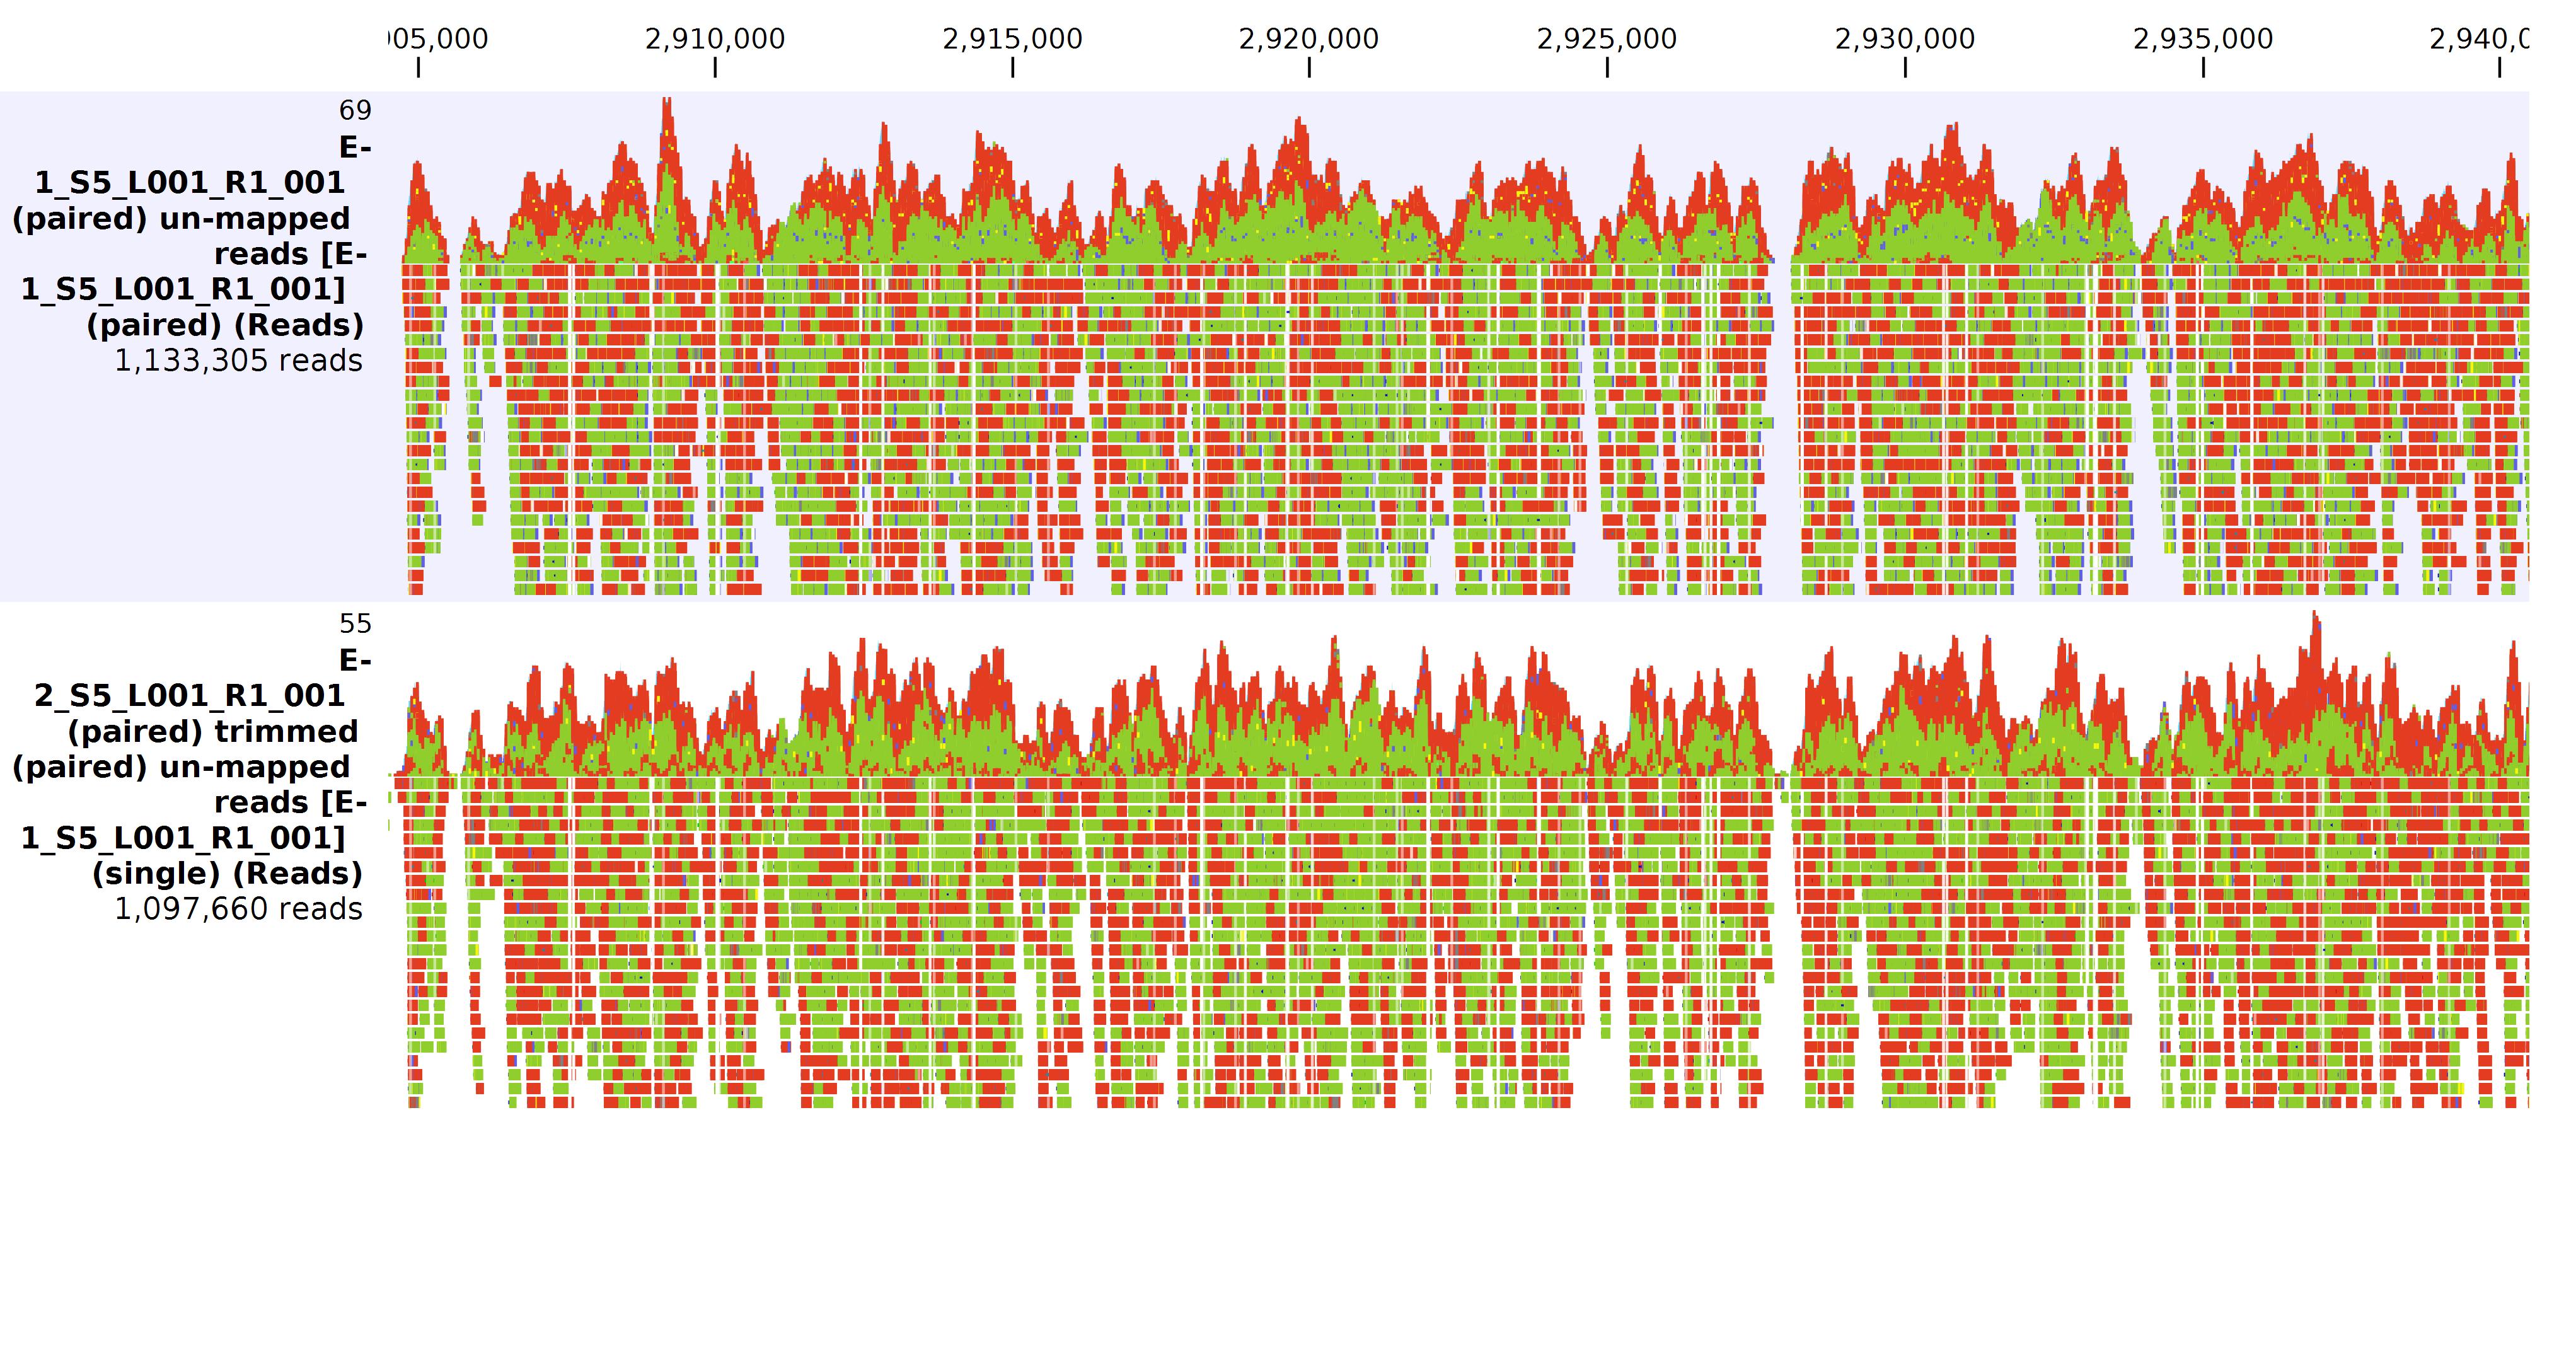 05,000 2,910,000 2,915,000 2,920,000 2,925,000 2,930,000 2,935,000 2,940,0
69
E-
1_S5_L001_R1_001
(paired) un-mapped
reads [E-
1_S5_L001_R1_001]
(paired) (Reads)
1,133,305 reads
55
E-
2_S5_L001_R1_001
(paired) trimmed
(paired) un-mapped
reads [E-
1_S5_L001_R1_001]
(single) (Reads)
1,097,660 reads